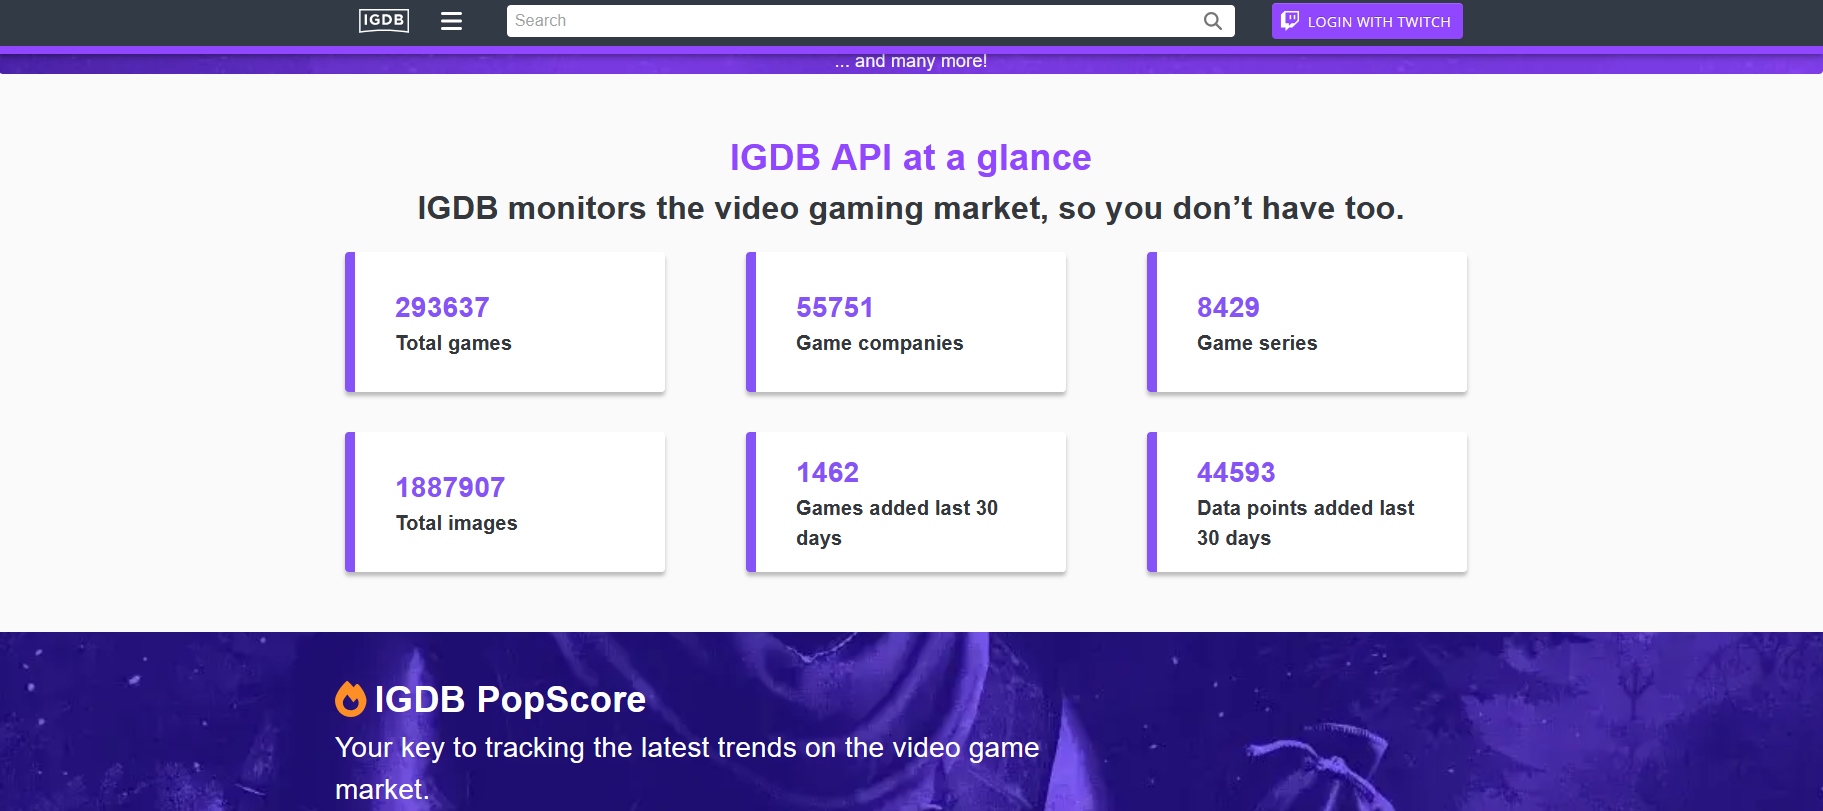 IGDB
Search
LOGIN WITH TWITCH
... and many more!
IGDB API at a glance
IGDB monitors the video gaming market, so you don’t have too.
293637
Total games
55751
Game companies
8429
Game series
1887907
Total images
1462
Games added last 30
days
44593
Data points added last
30 days
IGDB PopScore
Your key to tracking the latest trends on the video game
market.